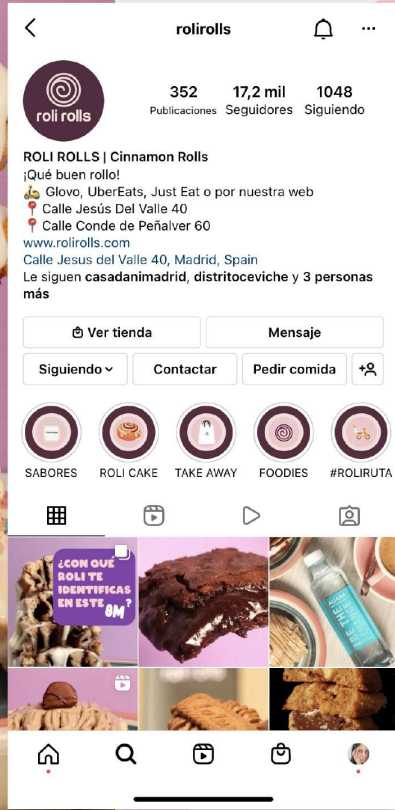 rolirolls
roli rolls
352 17,2 mil 1048
Publicaciones Seguidores Siguiendo
ROLI ROLLS | Cinnamon Rolls
¡Qué buen rollo!
🛵 Glovo, UberEats, Just Eat o por nuestra web
📍 Calle Jesús Del Valle 40
📍 Calle Conde de Peñalver 60
www.rolirolls.com
Calle Jesus del Valle 40, Madrid, Spain
Le siguen casadanimadrid, distritoceviche y 3 personas
más
Ver tienda Mensaje
Siguiendo Contactar Pedir comida
SABORES ROLI CAKE TAKE AWAY FOODIES #ROLIRUTA
¿CON QUÉ
ROLI TE
IDENTIFICAS
EN ESTE 8M?